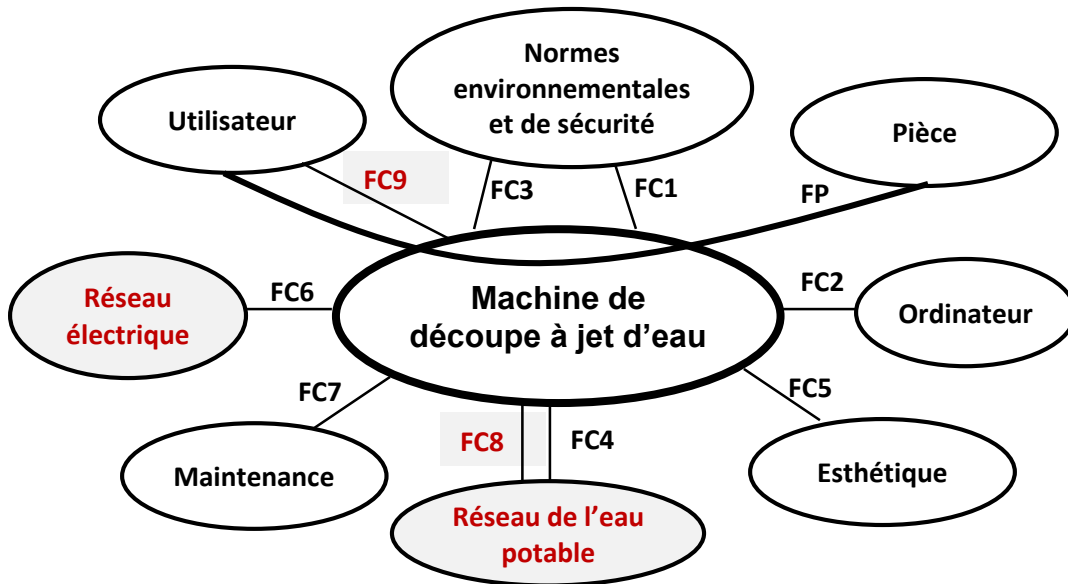 Normes
environnementales
et de sécurité
Utilisateur
Pièce
FC9
FC3
FC1
FP
Réseau
électrique
FC6
Machine de
découpe à jet d’eau
FC2
Ordinateur
FC7
FC5
Maintenance
FC8
FC4
Esthétique
Réseau de l’eau
potable